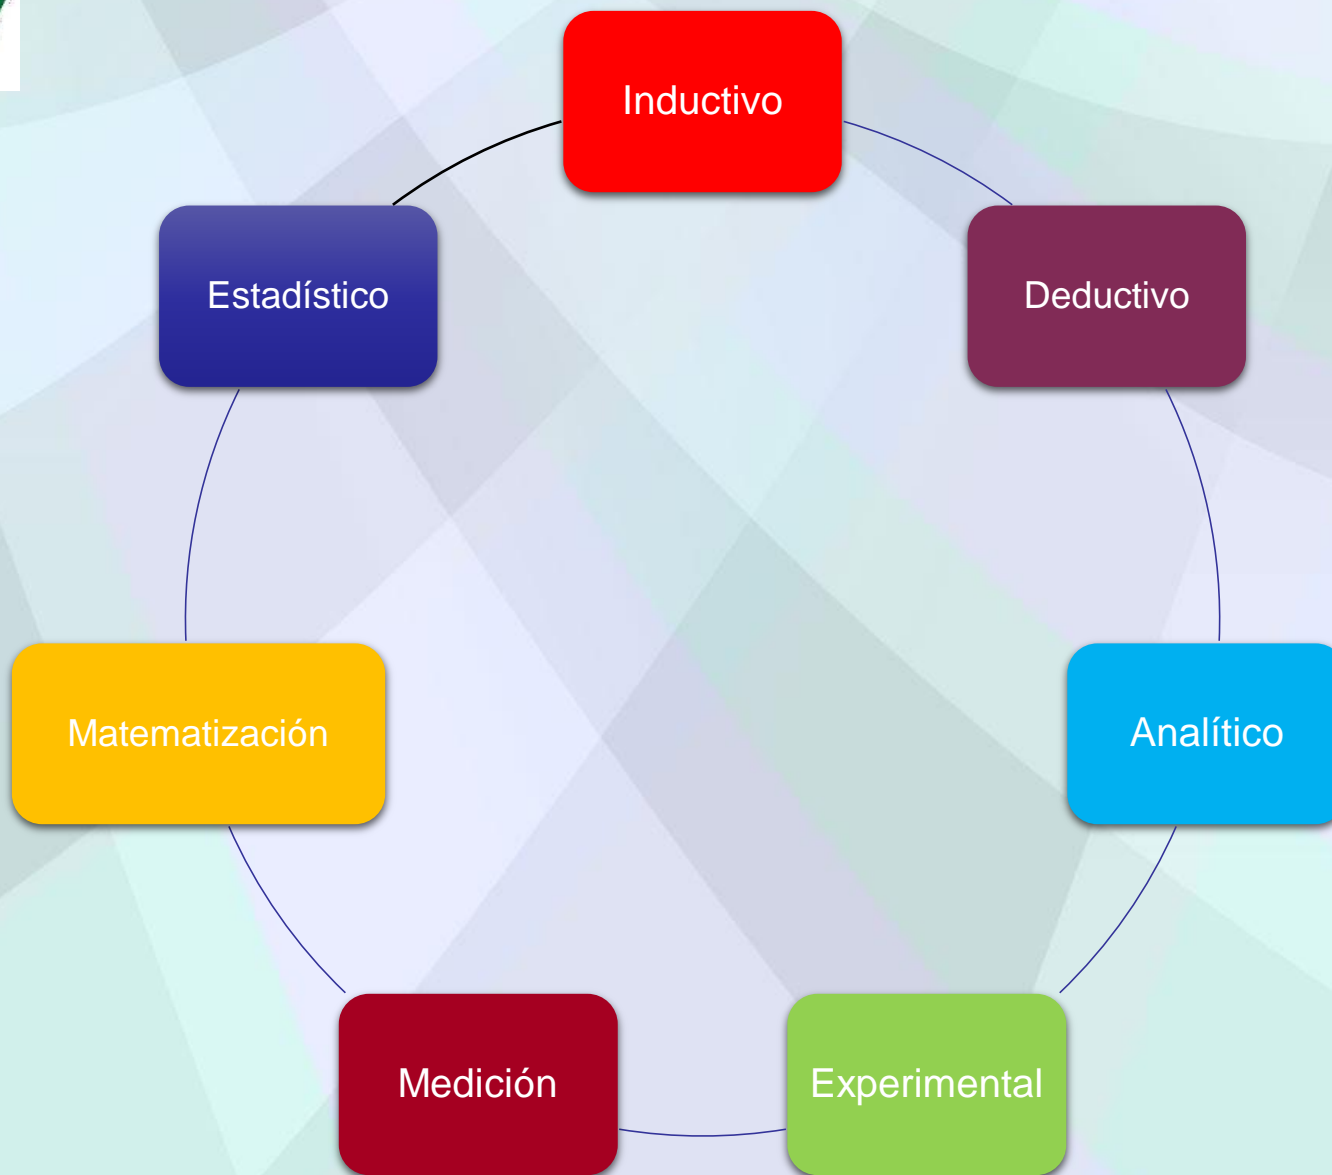 Inductivo
Deductivo
Analítico
Experimental
Medición
Matematización
Estadístico